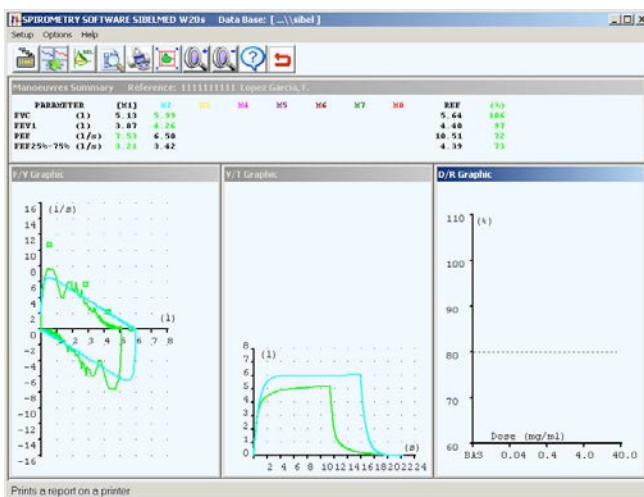 SPIROMETRY SOFTWARE SIBELMED W20s Data Base: [ ...\\sibel ]
Setup Options Help
Manoeuvres Summary Reference: 1111111111 Lopez Garcia, F.
PARAMETER [M1] M2 M3 M4 M5 M6 M7 M8 REF (%)
FVC (l) 5.13 5.99 5.64 106
FEV1 (l) 3.87 4.26 4.40 97
PEF (l/s) 7.53 6.50 10.51 72
FEF25%-75% (l/s) 3.21 3.42 4.39 73
F/V Graphic V/T Graphic D/R Graphic
16 (l/s)
14
12
10
8
6
4
2
0
-2
-4
-6
-8
-10
-12
-14
-16
(l)
1 2 3 4 5 6 7 8
8 (l)
7
6
5
4
3
2
1
0
(s)
2 4 6 8 10 12 14 16 18 20 22 24
110 (%)
100
90
80
70
60
Dose (mg/ml)
BAS 0.04 0.4 4.0 40.0
Prints a report on a printer